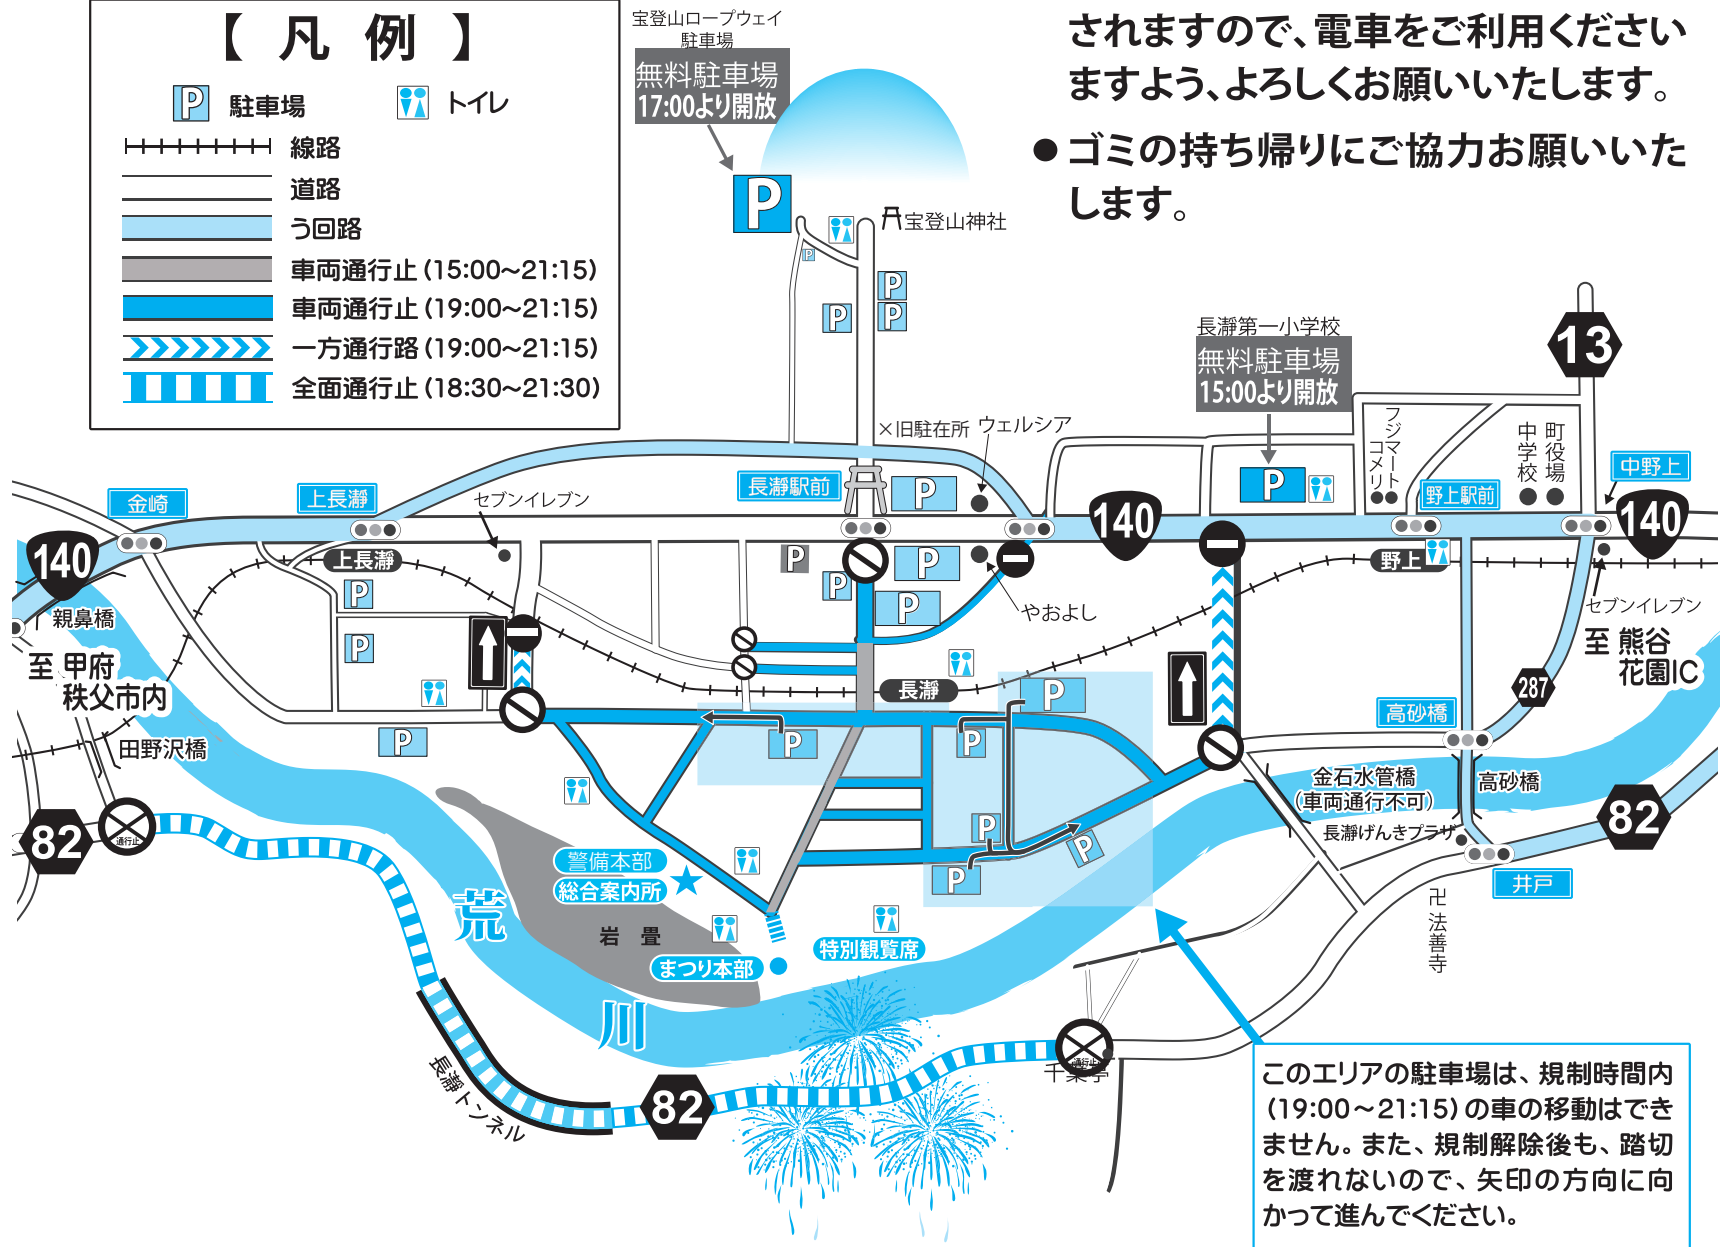 【 凡 例 】
P 駐車場
トイレ
線路
道路
う回路
車両通行止(15:00~21:15)
車両通行止(19:00~21:15)
一方通行路(19:00~21:15)
全面通行止(18:30~21:30)
宝登山ロープウェイ
駐車場
無料駐車場
17:00より開放
P
されますので、電車をご利用ください
ますよう、よろしくお願いいたします。
● ゴミの持ち帰りにご協力お願いいた
します。
宝登山神社
P
P
P
P
長瀞第一小学校
無料駐車場
15:00より開放
13
×旧駐在所
ウェルシア
フジマート
コメリ
中学校
町役場
中野上
金崎
上長瀞
セブンイレブン
長瀞駅前
P
P
野上駅前
140
140
140
上長瀞
P
P
P
野上
親鼻橋
P
P
やおよし
セブンイレブン
至 甲府
秩父市内
至 熊谷
花園IC
P
長瀞
P
287
高砂橋
田野沢橋
P
P
P
金石水管橋
(車両通行不可)
高砂橋
82
通行止
長瀞げんきプラザ
82
P
P
警備本部
総合案内所
P
井戸
荒
岩 畳
まつり本部
特別観覧席
卍法善寺
川
長瀞トンネル
82
通行止
千葉亭
このエリアの駐車場は、規制時間内
(19:00~21:15)の車の移動はでき
ません。また、規制解除後も、踏切
を渡れないので、矢印の方向に向
かって進んでください。